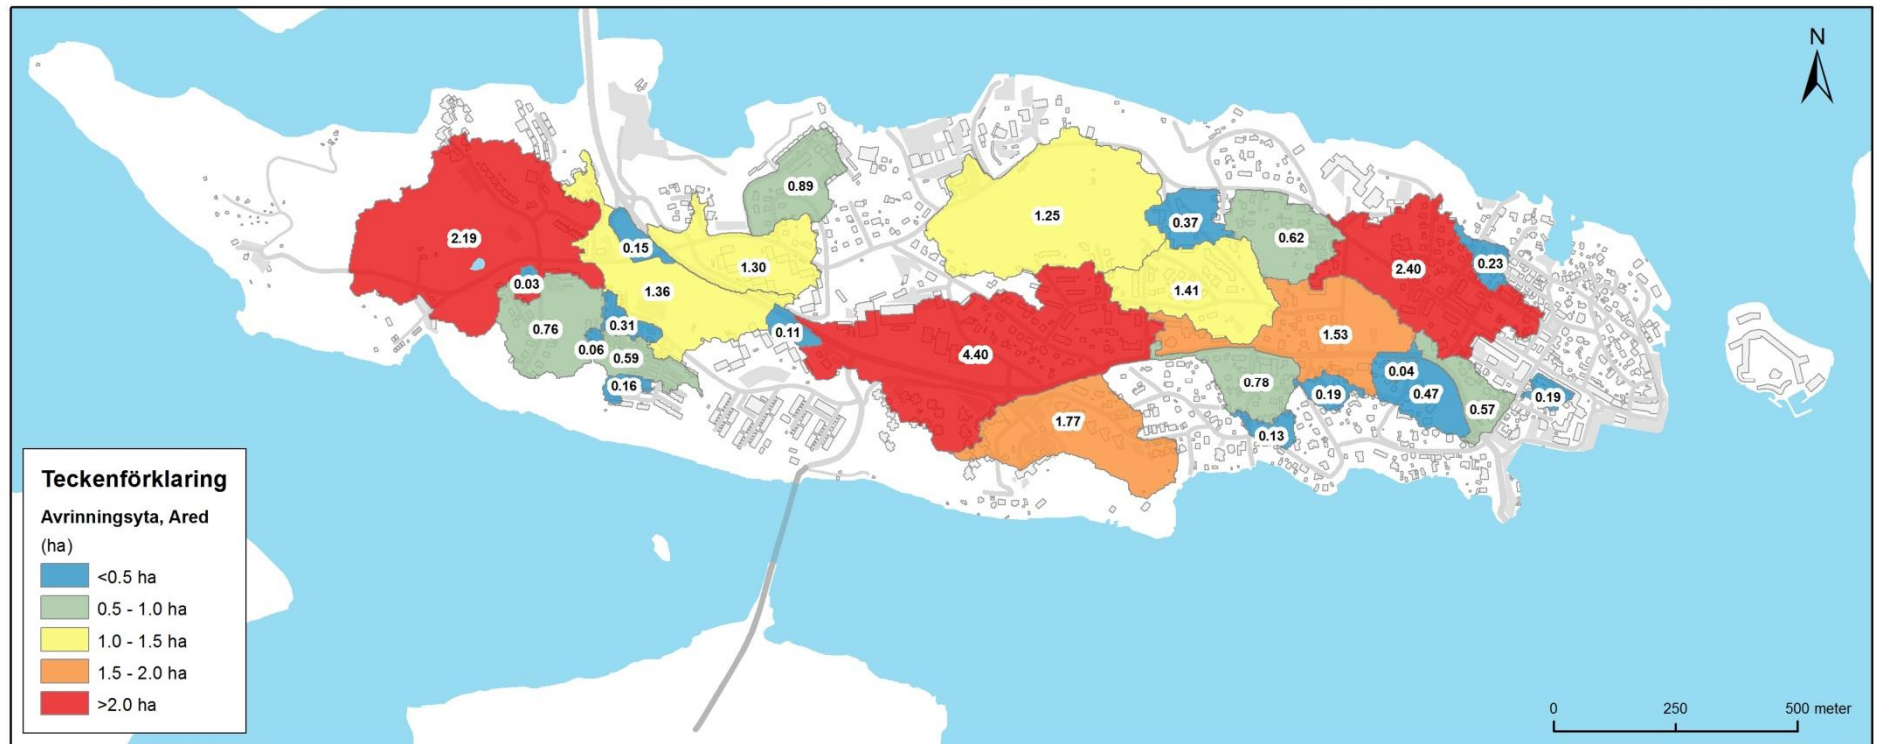 N
0.89
2.19
0.15
1.30
1.25
0.37
0.62
2.40
0.23
0.03
1.36
1.41
0.76
0.31
0.11
1.53
0.06
0.59
4.40
0.16
0.78
0.04
0.19
0.47
0.57
0.19
1.77
0.13
Teckenförklaring
Avrinningsyta, Ared
(ha)
<0.5 ha
0.5 - 1.0 ha
1.0 - 1.5 ha
1.5 - 2.0 ha
>2.0 ha
0 250 500 meter